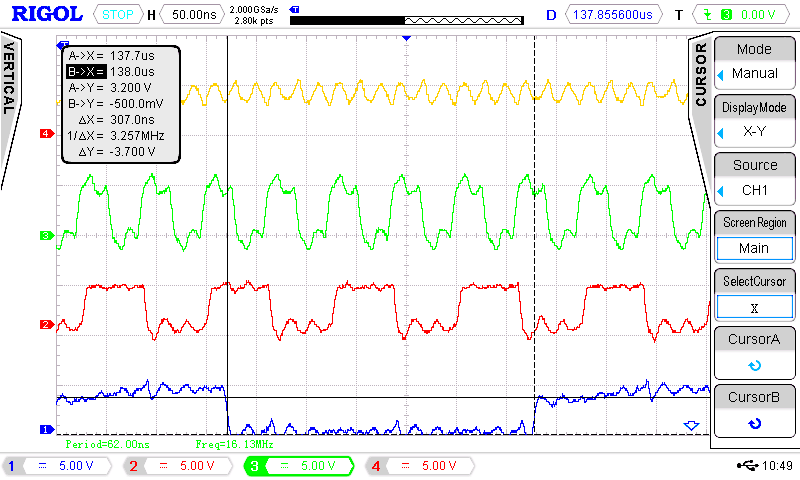 RIGOL STOP H 50.00ns 2.000GSa/s 2.80k pts T D 137.855600us T 3 0.00 V
VERTICAL
A->X = 137.7us
B->X = 138.0us
A->Y = 3.200 V
B->Y = -500.0mV
ΔX = 307.0ns
1/ΔX = 3.257MHz
ΔY = -3.700 V
4
3
2
1
Period=62.00ns Freq=16.13MHz
CURSOR
Mode
Manual
DisplayMode
X-Y
Source
CH1
Screen Region
Main
SelectCursor
X
CursorA
CursorB
1 = 5.00 V 2 = 5.00 V 3 = 5.00 V 4 = 5.00 V 10:49